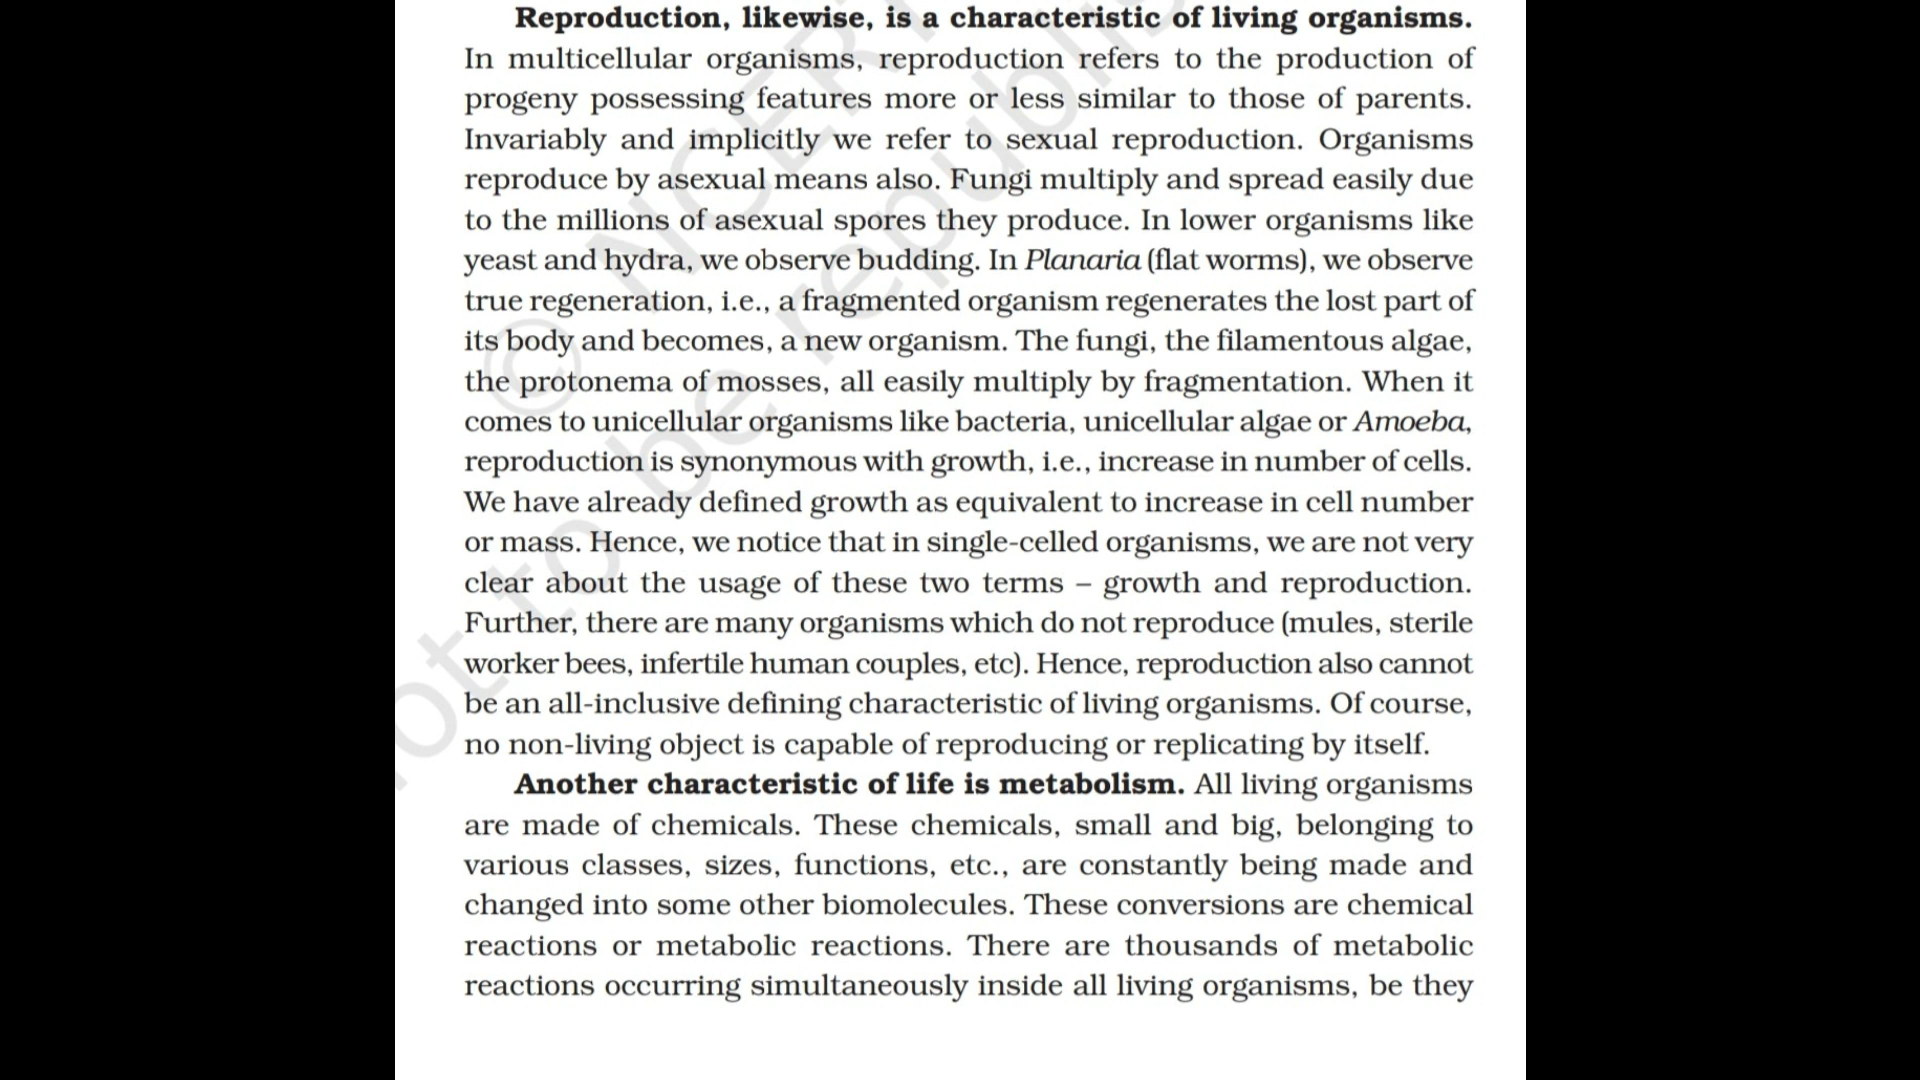 Reproduction, likewise, is a characteristic of living organisms.
In multicellular organisms, reproduction refers to the production of
progeny possessing features more or less similar to those of parents.
Invariably and implicitly we refer to sexual reproduction. Organisms
reproduce by asexual means also. Fungi multiply and spread easily due
to the millions of asexual spores they produce. In lower organisms like
yeast and hydra, we observe budding. In Planaria (flat worms), we observe
true regeneration, i.e., a fragmented organism regenerates the lost part of
its body and becomes, a new organism. The fungi, the filamentous algae,
the protonema of mosses, all easily multiply by fragmentation. When it
comes to unicellular organisms like bacteria, unicellular algae or Amoeba,
reproduction is synonymous with growth, i.e., increase in number of cells.
We have already defined growth as equivalent to increase in cell number
or mass. Hence, we notice that in single-celled organisms, we are not very
clear about the usage of these two terms – growth and reproduction.
Further, there are many organisms which do not reproduce (mules, sterile
worker bees, infertile human couples, etc). Hence, reproduction also cannot
be an all-inclusive defining characteristic of living organisms. Of course,
no non-living object is capable of reproducing or replicating by itself.
Another characteristic of life is metabolism. All living organisms
are made of chemicals. These chemicals, small and big, belonging to
various classes, sizes, functions, etc., are constantly being made and
changed into some other biomolecules. These conversions are chemical
reactions or metabolic reactions. There are thousands of metabolic
reactions occurring simultaneously inside all living organisms, be they
© NCERT
to be